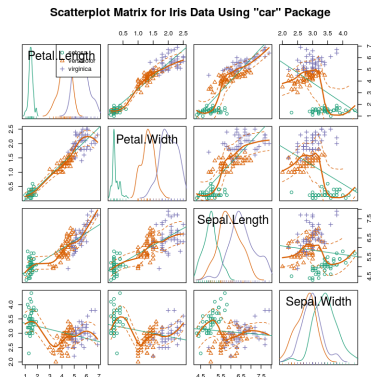 Scatterplot Matrix for Iris Data Using "car" Package
0.5 1.0 1.5 2.0 2.5
2.0 2.5 3.0 3.5 4.0
Petal.Length
virginica
1 2 3 4 5 6 7
0.5 1.0 1.5 2.0 2.5
Petal.Width
Sepal.Length
4.5 5.5 6.5 7.5
2.0 2.5 3.0 3.5 4.0
Sepal.Width
1 2 3 4 5 6 7
4.5 5.5 6.5 7.5